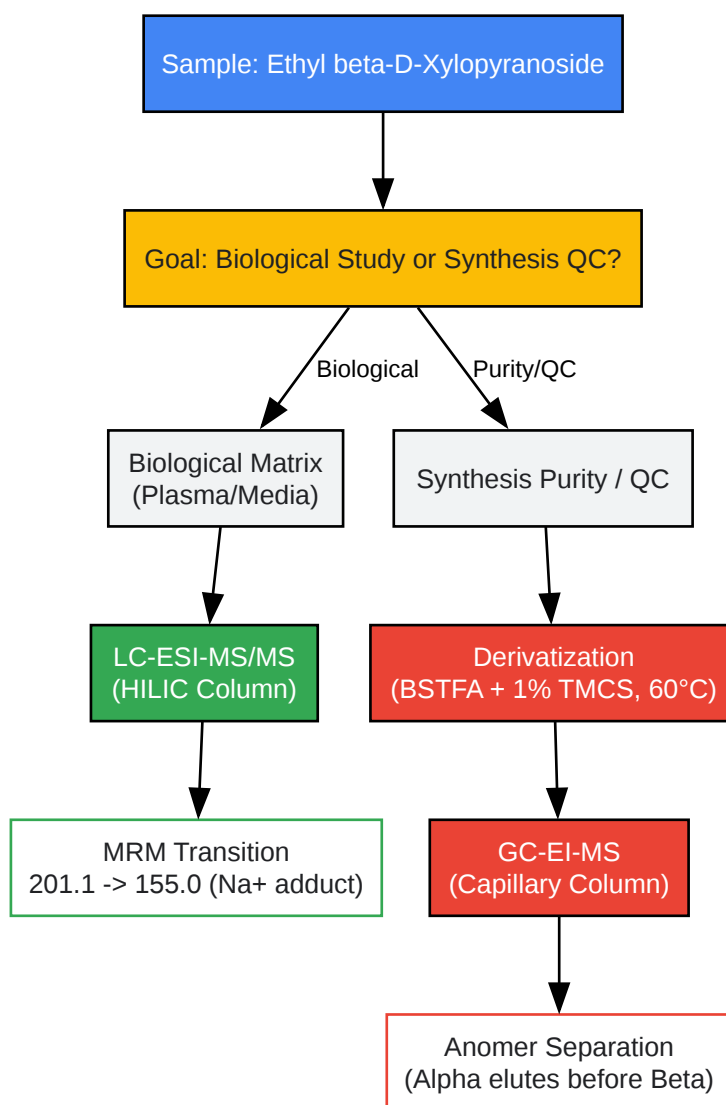 Sample: Ethyl beta-D-Xylopyranoside
Goal: Biological Study or Synthesis QC?
Biological
Purity/QC
Biological Matrix
(Plasma/Media)
Synthesis Purity / QC
LC-ESI-MS/MS
(HILIC Column)
Derivatization
(BSTFA + 1% TMCS, 60°C)
MRM Transition
201.1 -> 155.0 (Na+ adduct)
GC-EI-MS
(Capillary Column)
Anomer Separation
(Alpha elutes before Beta)